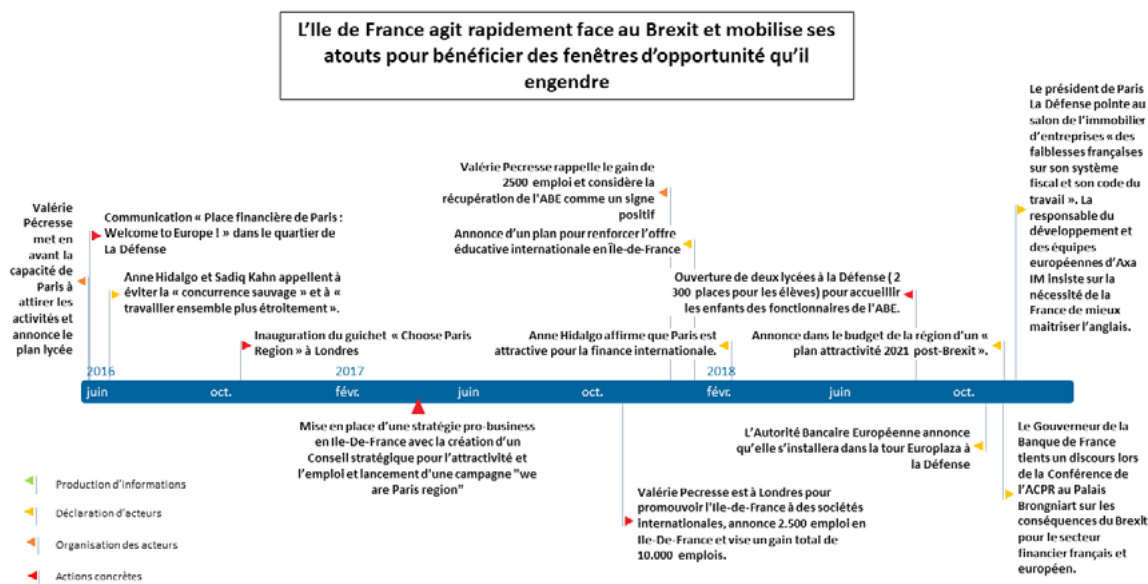 L'Ile de France agit rapidement face au Brexit et mobilise ses
atouts pour bénéficier des fenêtres d'opportunité qu'il
engendre
Valérie
Pécresse
met en
avant la
capacité de
Paris à
attirer les
activités et
annonce le
plan lycée
Communication « Place financière de Paris :
Welcome to Europe ! » dans le quartier de
La Défense
Anne Hidalgo et Sadiq Kahn appellent à
éviter la « concurrence sauvage » et à «
travailler ensemble plus étroitement ».
Inauguration du guichet « Choose Paris
Region » à Londres
Valérie Pecresse rappelle le gain de
2500 emploi et considère la
récupération de l'ABE comme un signe
positif
Annonce d'un plan pour renforcer l'offre
éducative internationale en Île-de-France
Ouverture de deux lycées à la Défense ( 2
300 places pour les élèves) pour accueillir
les enfants des fonctionnaires de l'ABE.
Anne Hidalgo affirme que Paris est
attractive pour la finance internationale.
Annonce dans le budget de la région d'un «
plan attractivité 2021 post-Brexit ».
Le président de Paris
La Défense pointe au
salon de l'immobilier
d'entreprises « des
faiblesses françaises
sur son système
fiscal et son code du
travail ». La
responsable du
développement et
des équipes
européennes d'Axa
IM insiste sur la
nécessité de la
France de mieux
maitriser l'anglais.
2016
2017
2018
juin
oct.
févr.
juin
oct.
févr.
juin
oct.
Mise en place d'une stratégie pro-business
en Ile-De-France avec la création d'un
Conseil stratégique pour l'attractivité et
l'emploi et lancement d'une campagne "we
are Paris region"
Valérie Pecresse est à Londres pour
promouvoir l'Ile-de-France à des sociétés
internationales, annonce 2.500 emploi en
Ile-De-France et vise un gain total de
10.000 emplois.
L'Autorité Bancaire Européenne annonce
qu'elle s'installera dans la tour Europlaza à
la Défense
Le Gouverneur de la
Banque de France
tients un discours lors
de la Conférence de
l'ACPR au Palais
Brongniart sur les
conséquences du Brexit
pour le secteur
financier français et
européen.
Production d'informations
Déclaration d'acteurs
Organisation des acteurs
Actions concrètes